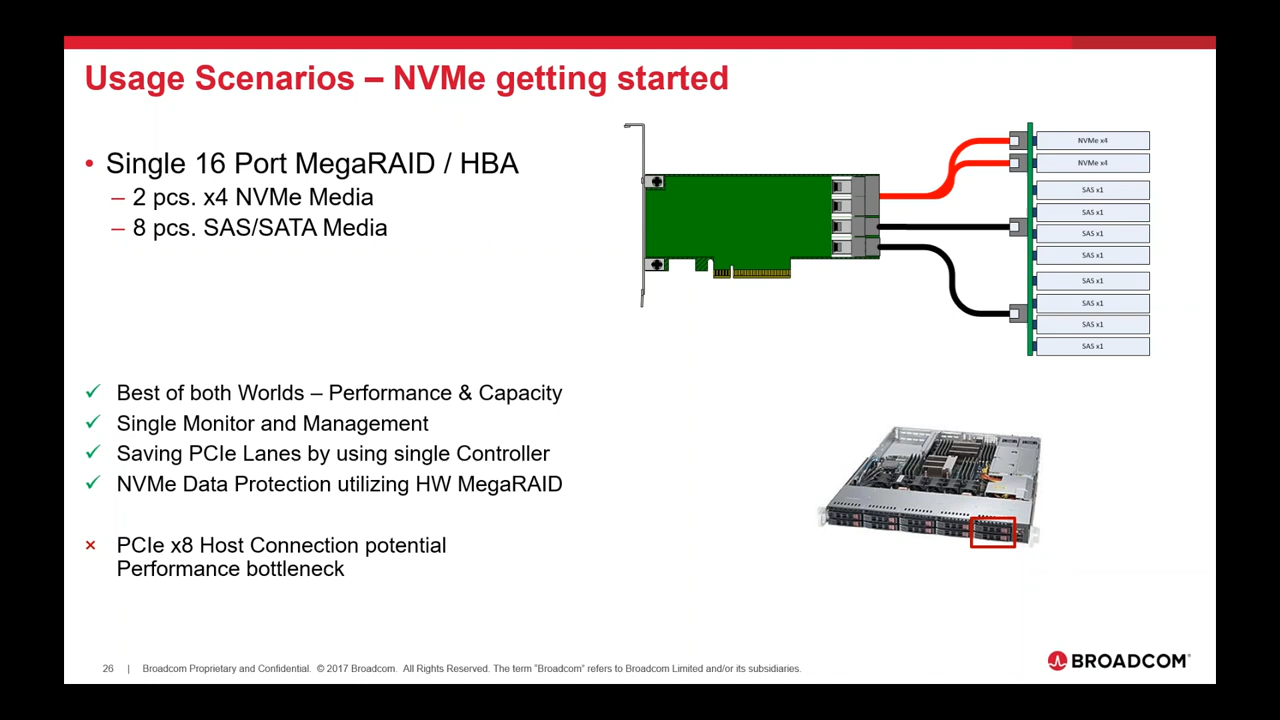 Usage Scenarios – NVMe getting started
• Single 16 Port MegaRAID / HBA
– 2 pcs. x4 NVMe Media
– 8 pcs. SAS/SATA Media
NVMe x4
NVMe x4
SAS x1
SAS x1
SAS x1
SAS x1
SAS x1
SAS x1
SAS x1
SAS x1
✓ Best of both Worlds – Performance & Capacity
✓ Single Monitor and Management
✓ Saving PCIe Lanes by using single Controller
✓ NVMe Data Protection utilizing HW MegaRAID
× PCIe x8 Host Connection potential
Performance bottleneck
26 | Broadcom Proprietary and Confidential. © 2017 Broadcom. All Rights Reserved. The term "Broadcom" refers to Broadcom Limited and/or its subsidiaries.
BROADCOM®